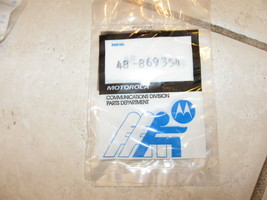 48-869354
MOTOROLA
COMMUNICATIONS DIVISION
PARTS DEPARTMENT